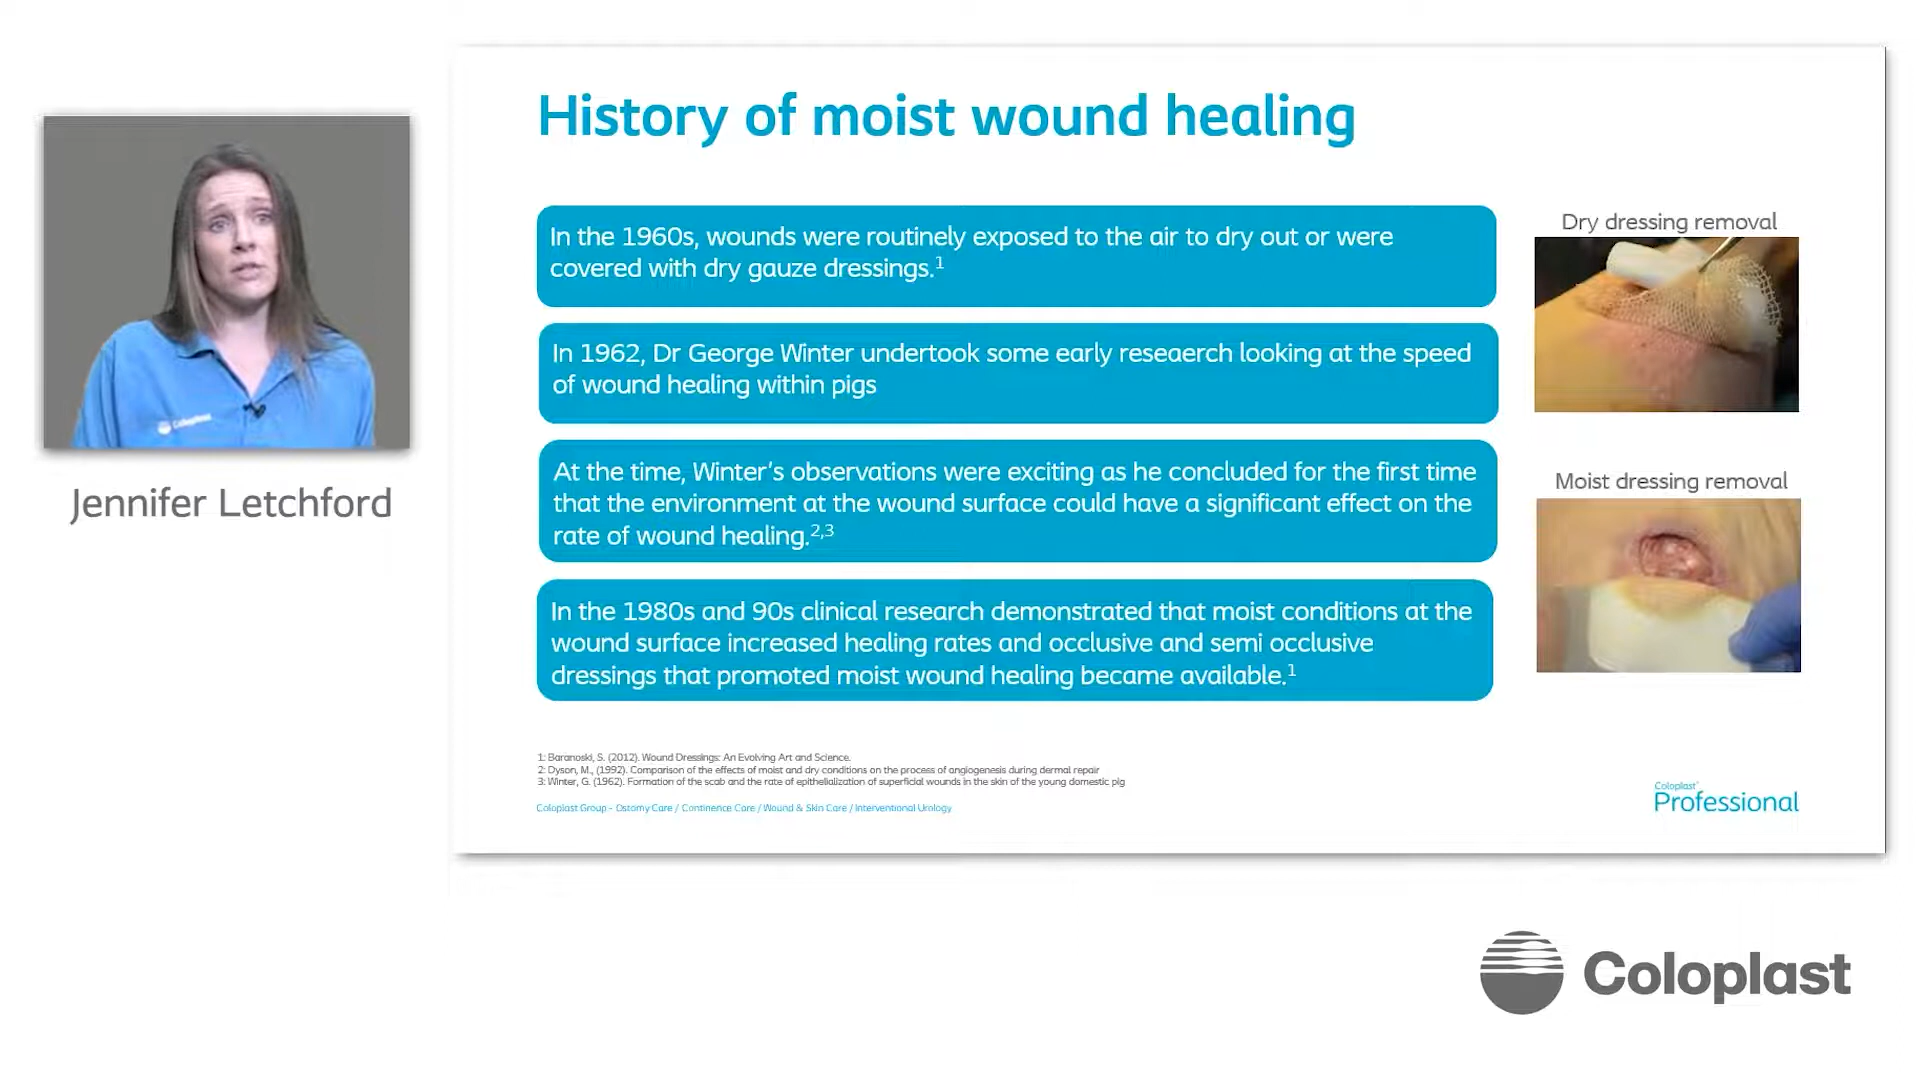 History of moist wound healing
In the 1960s, wounds were routinely exposed to the air to dry out or were
covered with dry gauze dressings.1
In 1962, Dr George Winter undertook some early reseaerch looking at the speed
of wound healing within pigs
At the time, Winter's observations were exciting as he concluded for the first time
that the environment at the wound surface could have a significant effect on the
rate of wound healing.2,3
In the 1980s and 90s clinical research demonstrated that moist conditions at the
wound surface increased healing rates and occlusive and semi occlusive
dressings that promoted moist wound healing became available.1
Dry dressing removal
Moist dressing removal
1: Baranoski, S. (2012). Wound Dressings: An Evolving Art and Science.
2: Dyson, M., (1992). Comparison of the effects of moist and dry conditions on the process of angiogenesis during dermal repair
3: Winter, G. (1962). Formation of the scab and the rate of epithelialization of superficial wounds in the skin of the young domestic pig
Coloplast Group - Ostomy Care / Continence Care / Wound & Skin Care / Interventional Urology
Coloplast®
Professional
Coloplast
Jennifer Letchford
Coloplast